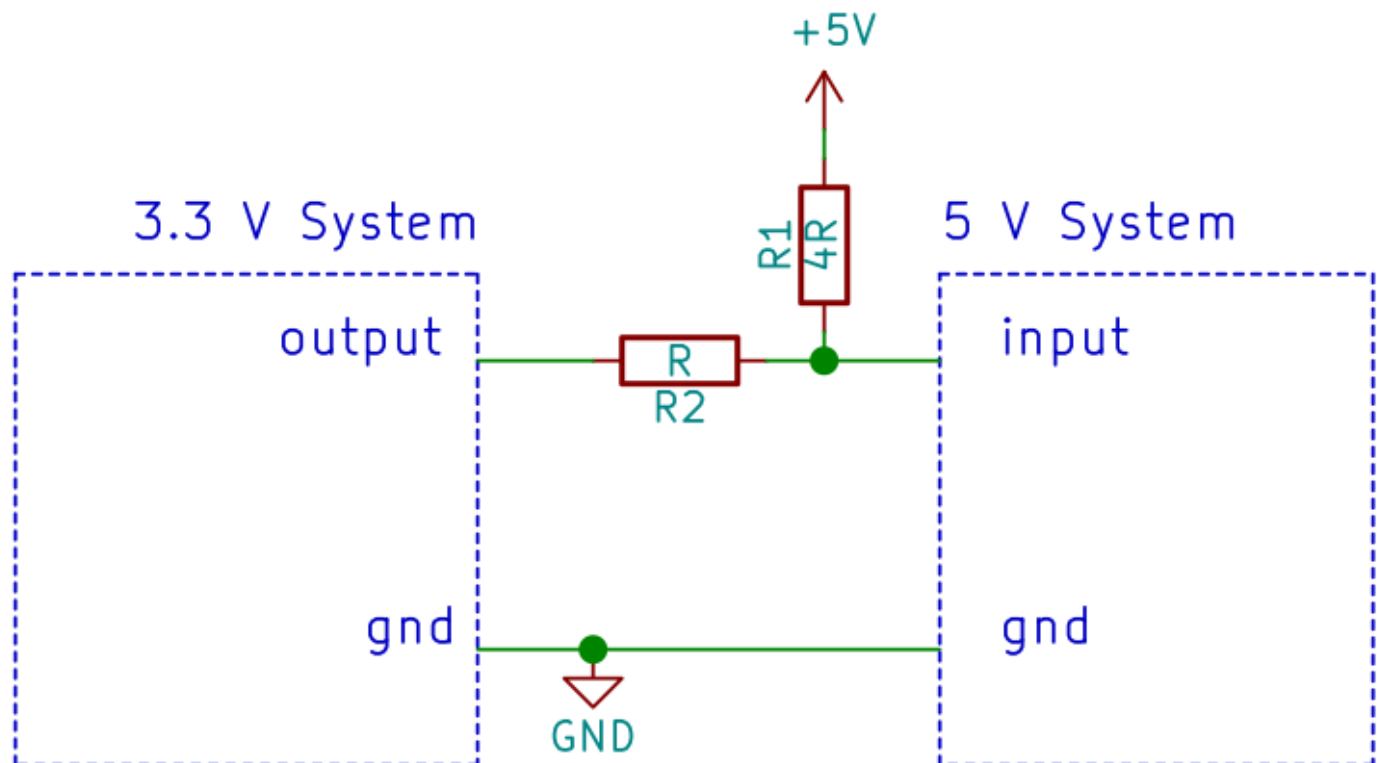 +5V
3.3 V System
R1
4R
5 V System
output
R
R2
input
gnd
GND
gnd